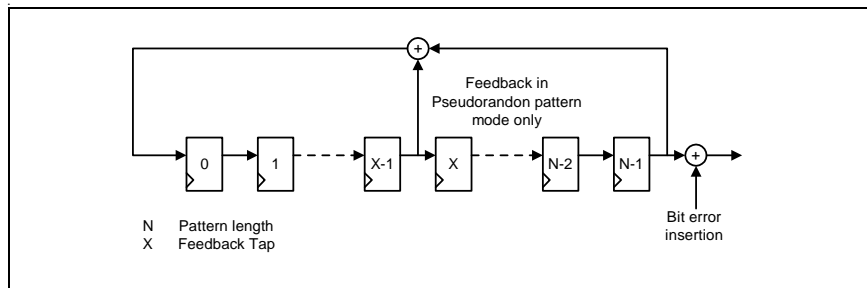 +
Feedback in
Pseudorandon pattern
mode only
0
1
X-1
X
N-2
N-1
+
N Pattern length
X Feedback Tap
Bit error
insertion